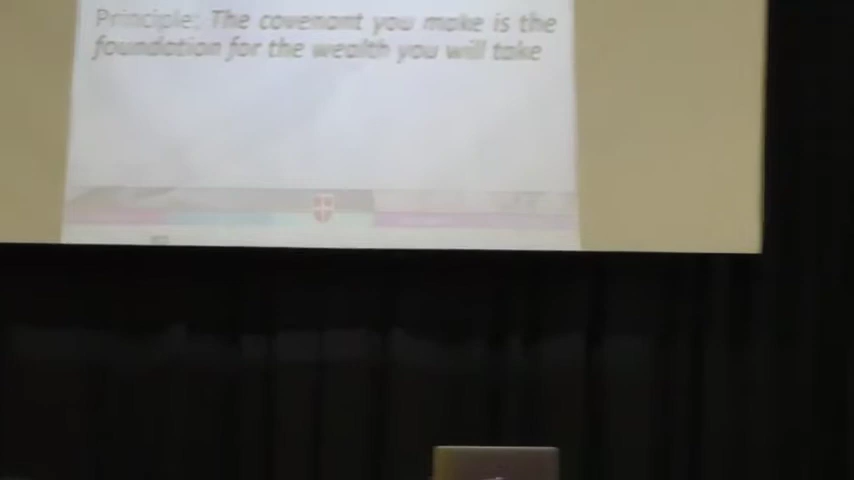 Principle: The covenant you make is the
foundation for the wealth you will take